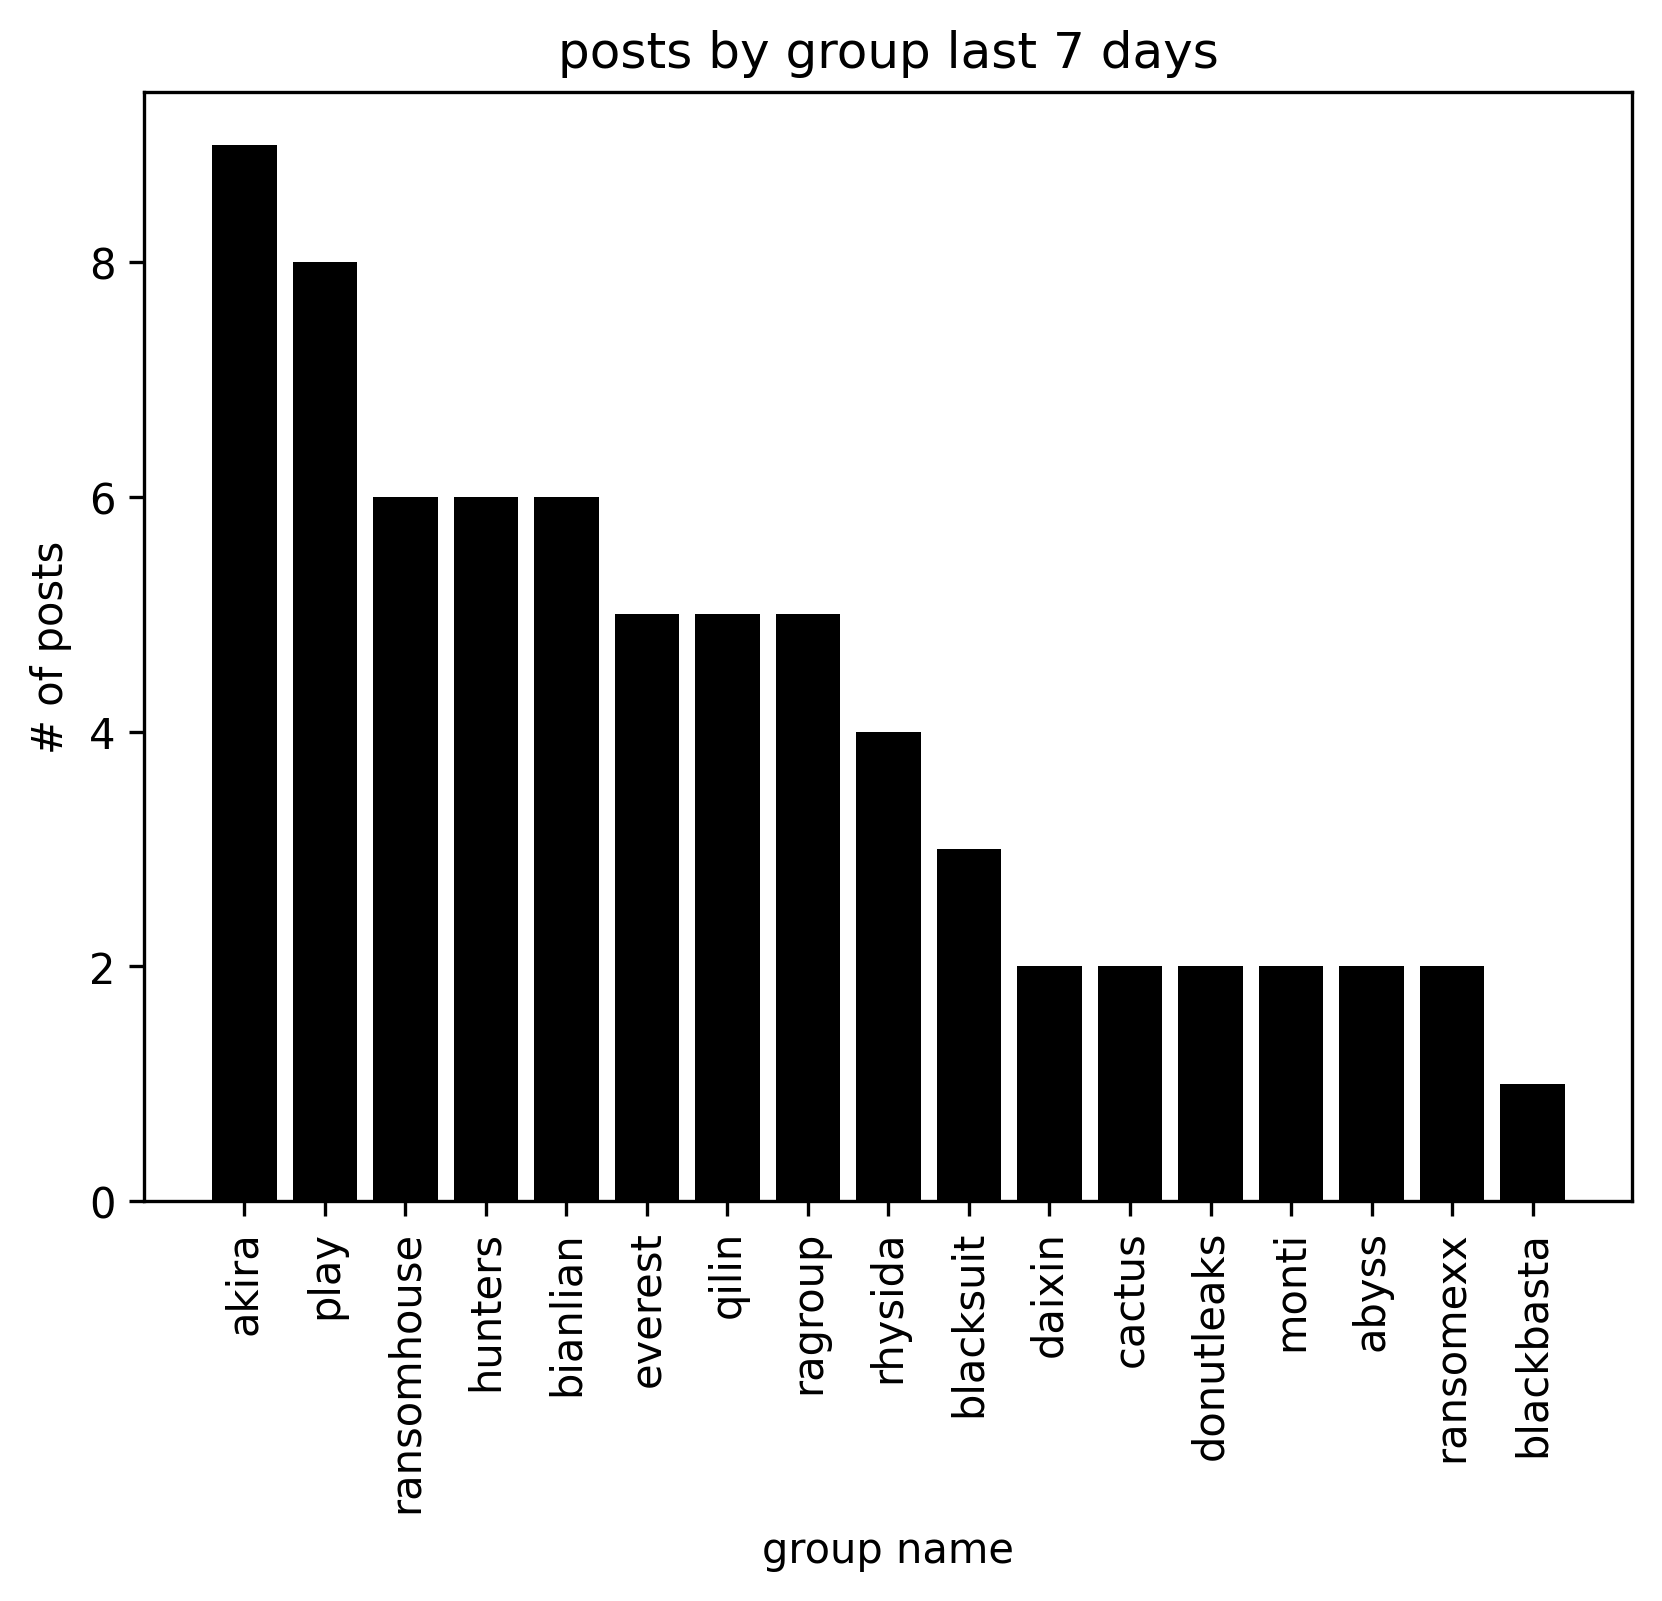 posts by group last 7 days
# of posts
8
6
4
2
0
akira
play
ransomhouse
hunters
bianlian
everest
qilin
ragroup
rhysida
blacksuit
daixin
cactus
donutleaks
monti
abyss
ransomexx
blackbasta
group name